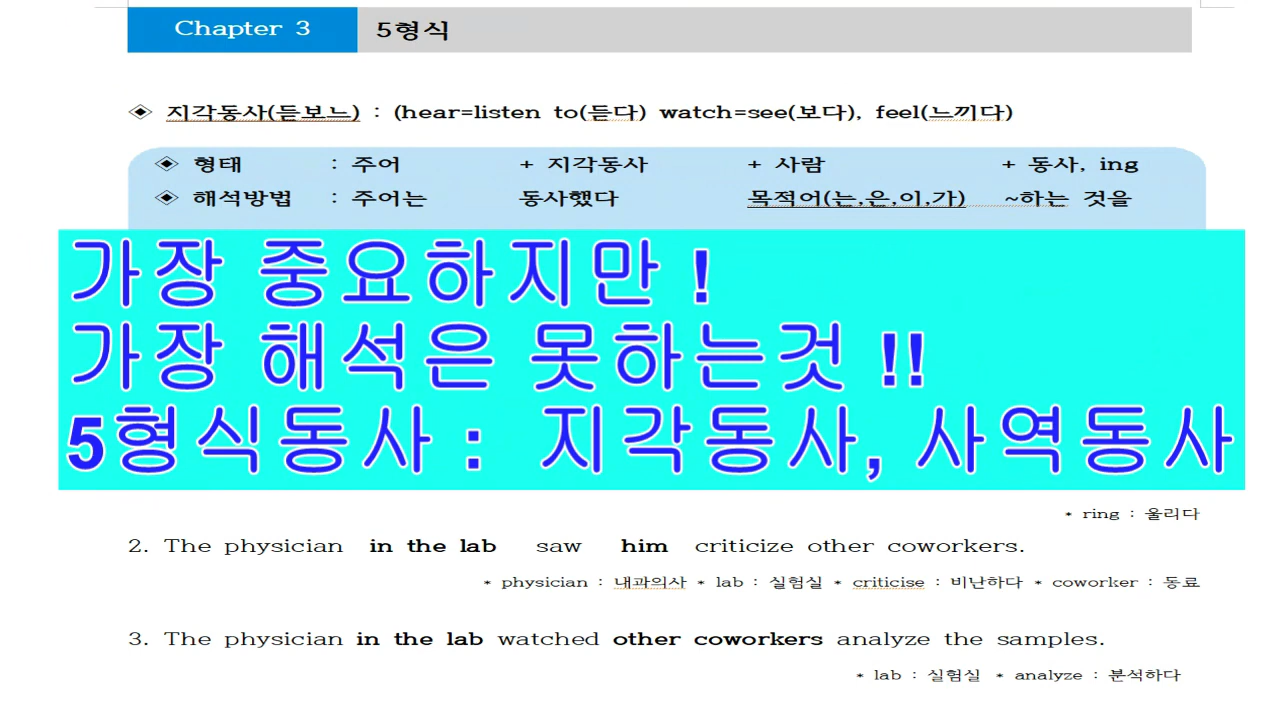 Chapter 3 5형식
◈ 지각동사(듣보느) : (hear=listen to(듣다) watch=see(보다), feel(느끼다)
◈ 형태 : 주어 + 지각동사 + 사람 + 동사, ing
◈ 해석방법 : 주어는 동사했다 목적어(는,은,이,가) ~하는 것을
가장 중요하지만 !
가장 해석은 못하는것 !!
5형식동사 : 지각동사, 사역동사
* ring : 울리다
2. The physician in the lab saw him criticize other coworkers.
* physician : 내과의사 * lab : 실험실 * criticise : 비난하다 * coworker : 동료
3. The physician in the lab watched other coworkers analyze the samples.
* lab : 실험실 * analyze : 분석하다